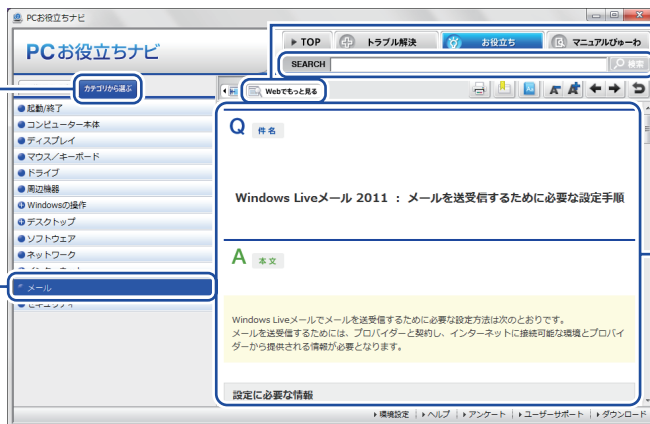 PCお役立ちナビ
PCお役立ちナビ
TOP
トラブル解決
お役立ち
マニュアルびゅーわ
SEARCH
検索
カテゴリから選ぶ
Webでもっと見る
起動/終了
コンピューター本体
ディスプレイ
マウス/キーボード
ドライブ
周辺機器
Windowsの操作
デスクトップ
ソフトウェア
ネットワーク
メール
セキュリティ
Q 件名
Windows Liveメール 2011 : メールを送受信するために必要な設定手順
A 本文
Windows Liveメールでメールを送受信するために必要な設定方法は次のとおりです。
メールを送受信するためには、プロバイダーと契約し、インターネットに接続可能な環境とプロバイ
ダーから提供される情報が必要となります。
設定に必要な情報
環境設定 | ヘルプ | アンケート | ユーザーサポート | ダウンロード